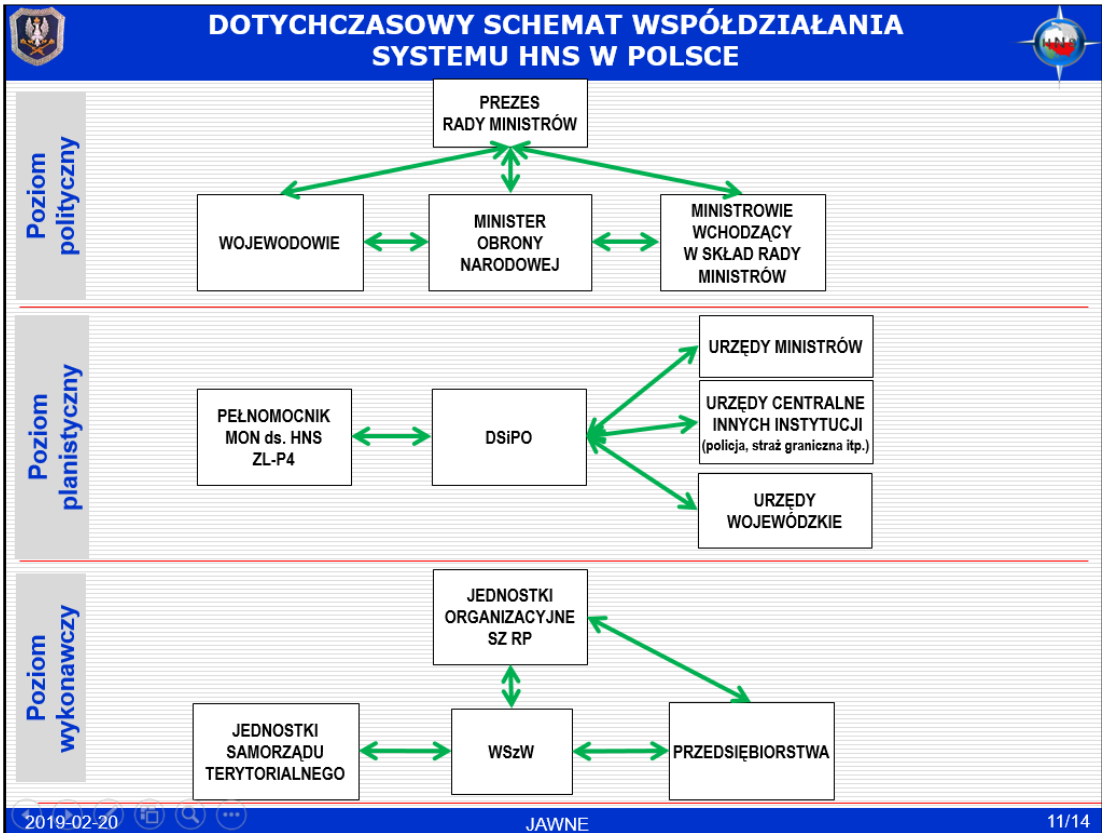 DOTYCHCZASOWY SCHEMAT WSPÓŁDZIAŁANIA
SYSTEMU HNS W POLSCE
HNS
Poziom
polityczny
PREZES
RADY MINISTRÓW
WOJEWODOWIE
MINISTER
OBRONY
NARODOWEJ
MINISTROWIE
WCHODZĄCY
W SKŁAD RADY
MINISTRÓW
Poziom
planistyczny
PEŁNOMOCNIK
MON ds. HNS
ZL-P4
DSiPO
URZĘDY MINISTRÓW
URZĘDY CENTRALNE
INNYCH INSTYTUCJI
(policja, straż graniczna itp.)
URZĘDY
WOJEWÓDZKIE
Poziom
wykonawczy
JEDNOSTKI
ORGANIZACYJNE
SZ RP
JEDNOSTKI
SAMORZĄDU
TERYTORIALNEGO
WSzW
PRZEDSIĘBIORSTWA
2019-02-20
JAWNE
11/14